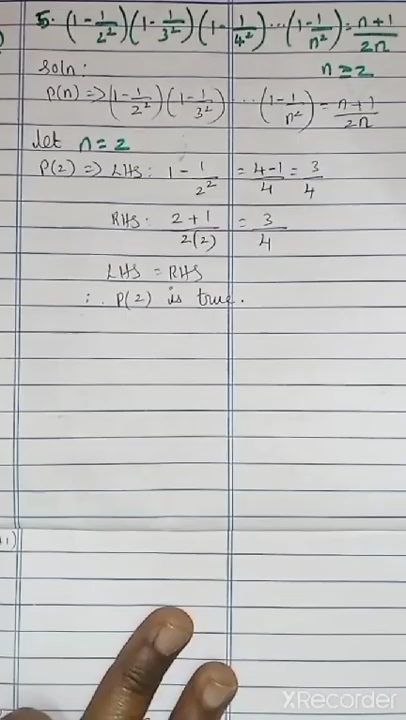 5. (1-1/2²)(1-1/3²)(1-1/4²)...(1-1/n²)=n+1/2n
n≥2
Soln:
P(n) => (1-1/2²)(1-1/3²)....(1-1/n²)=n+1/2n
let n=2
P(2) => LHS: 1-1/2² = 4-1/4 = 3/4
RHS: 2+1/2(2) = 3/4
LHS = RHS
∴ P(2) is true.
+1)
XRecorder